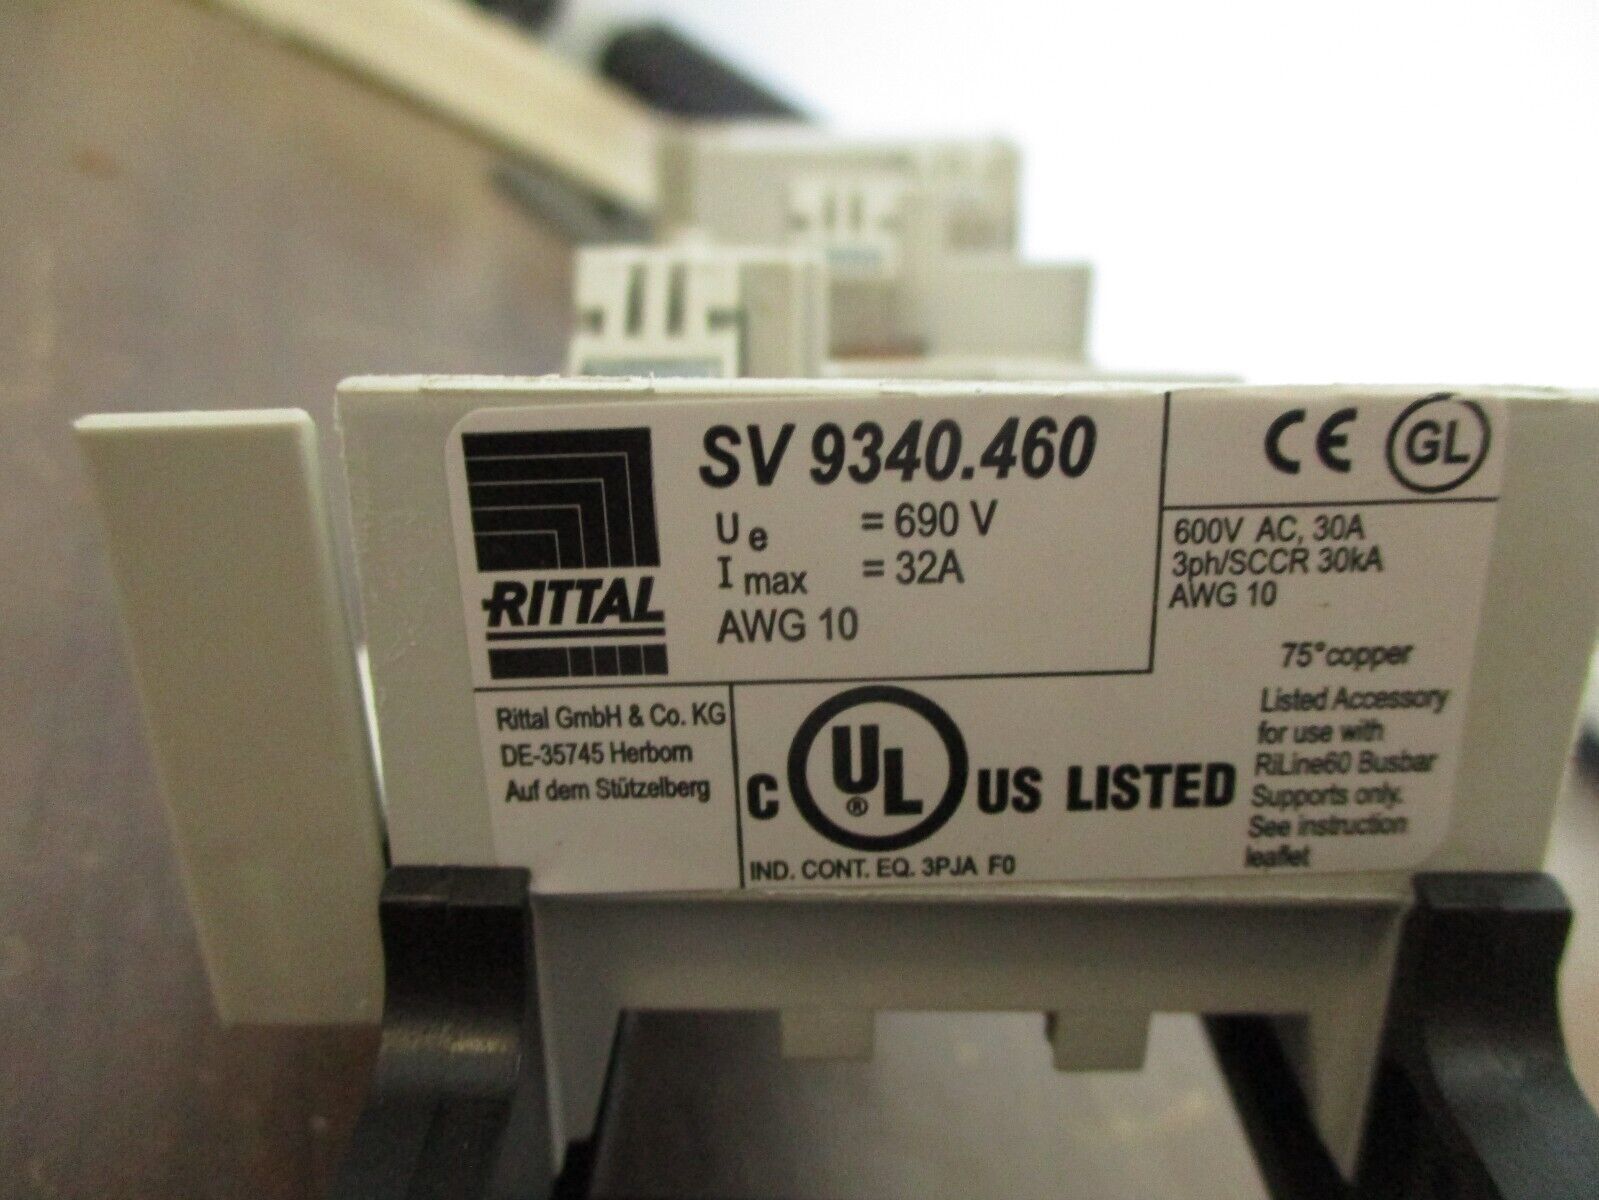 SV 9340.460
Ue = 690 V
Imax = 32A
AWG 10
RITTAL
CE GL
600V AC, 30A
3ph/SCCR 30kA
AWG 10
75°copper
Listed Accessory
for use with
RiLine60 Busbar
Supports only.
See instruction
leaflet
Rittal GmbH & Co. KG
DE-35745 Herborn
Auf dem Stützelberg
C UL® US LISTED
IND. CONT. EQ. 3PJA F0